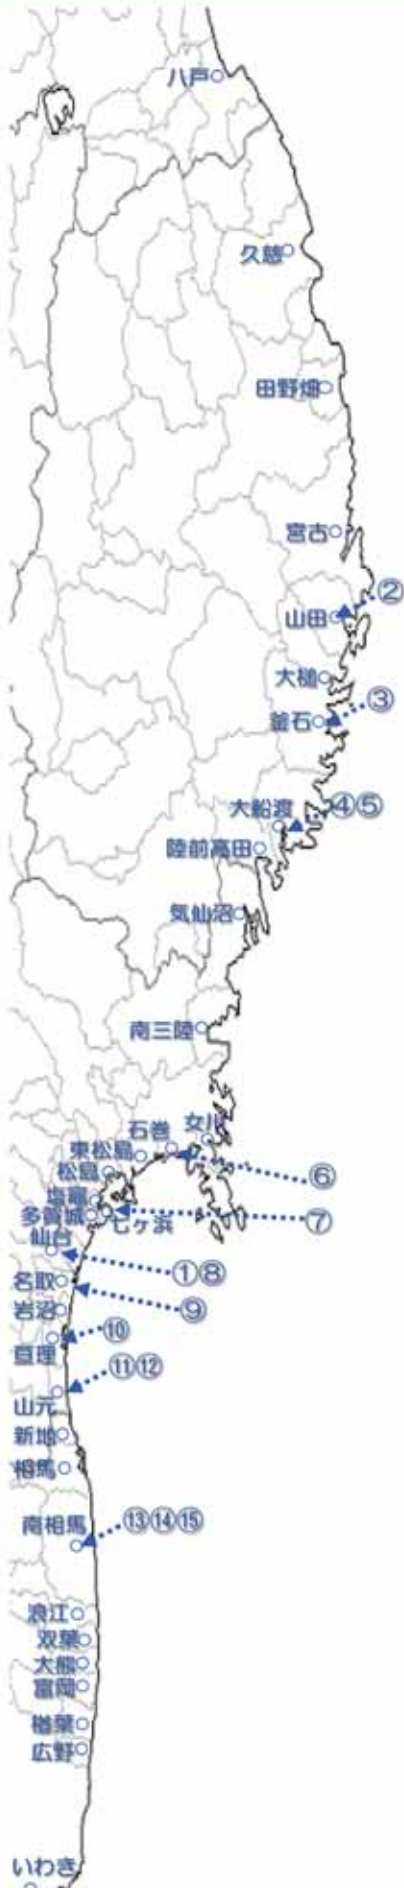 八戸
久慈
田野畑
宮古
②
山田
大槌
③
釜石
④⑤
大船渡
陸前高田
気仙沼
南三陸
女川
石巻
東松島
松島
⑥
塩竈
多賀城
七ヶ浜
⑦
仙台
①⑧
名取
⑨
岩沼
⑩
亘理
⑪⑫
山元
新地
相馬
南相馬
⑬⑭⑮
浪江
双葉
大熊
富岡
楢葉
広野
いわき